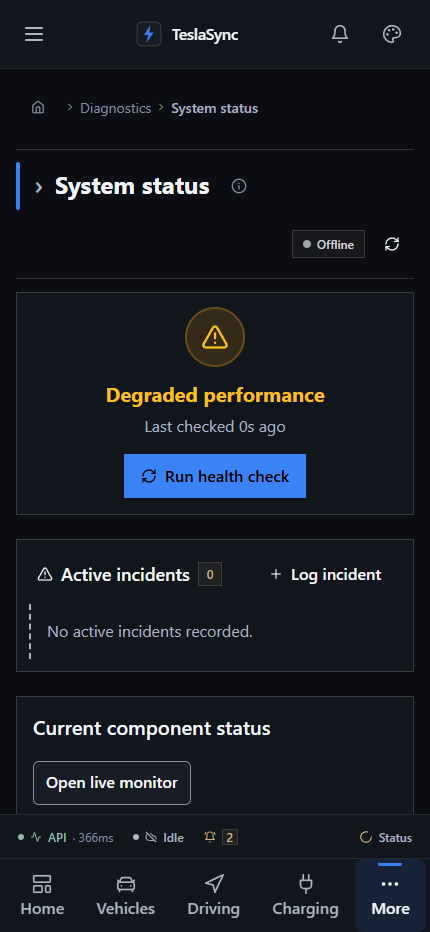 TeslaSync
Diagnostics
System status
System status
Offline
Degraded performance
Last checked 0s ago
Run health check
Active incidents 0
+ Log incident
No active incidents recorded.
Current component status
Open live monitor
API · 366ms
Idle
2
Status
Home
Vehicles
Driving
Charging
More